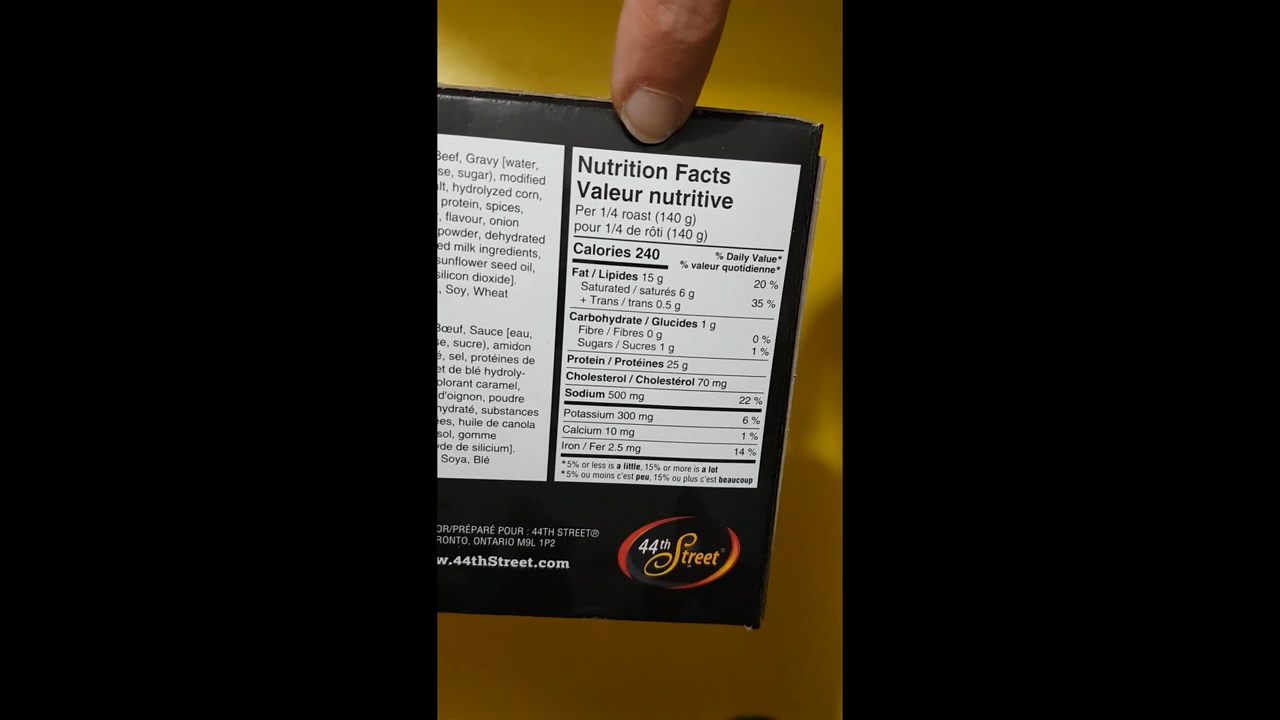 Beef, Gravy [water,
se, sugar), modified
lt, hydrolyzed corn,
protein, spices,
, flavour, onion
powder, dehydrated
ed milk ingredients,
sunflower seed oil,
silicon dioxide].
, Soy, Wheat
Bœuf, Sauce [eau,
se, sucre), amidon
é, sel, protéines de
et de blé hydroly-
olorant caramel,
d'oignon, poudre
hydraté, substances
es, huile de canola
sol, gomme
yde de silicium].
Soya, Blé
Nutrition Facts
Valeur nutritive
Per 1/4 roast (140 g)
pour 1/4 de rôti (140 g)
Calories 240
% Daily Value*
% valeur quotidienne*
Fat / Lipides 15 g 20 %
Saturated / saturés 6 g
+ Trans / trans 0.5 g 35 %
Carbohydrate / Glucides 1 g
Fibre / Fibres 0 g 0 %
Sugars / Sucres 1 g 1 %
Protein / Protéines 25 g
Cholesterol / Cholestérol 70 mg
Sodium 500 mg 22 %
Potassium 300 mg 6 %
Calcium 10 mg 1 %
Iron / Fer 2.5 mg 14 %
*5% or less is a little, 15% or more is a lot
*5% ou moins c'est peu, 15% ou plus c'est beaucoup
OR/PRÉPARÉ POUR : 44TH STREET®
RONTO, ONTARIO M9L 1P2
w.44thStreet.com
44th Street